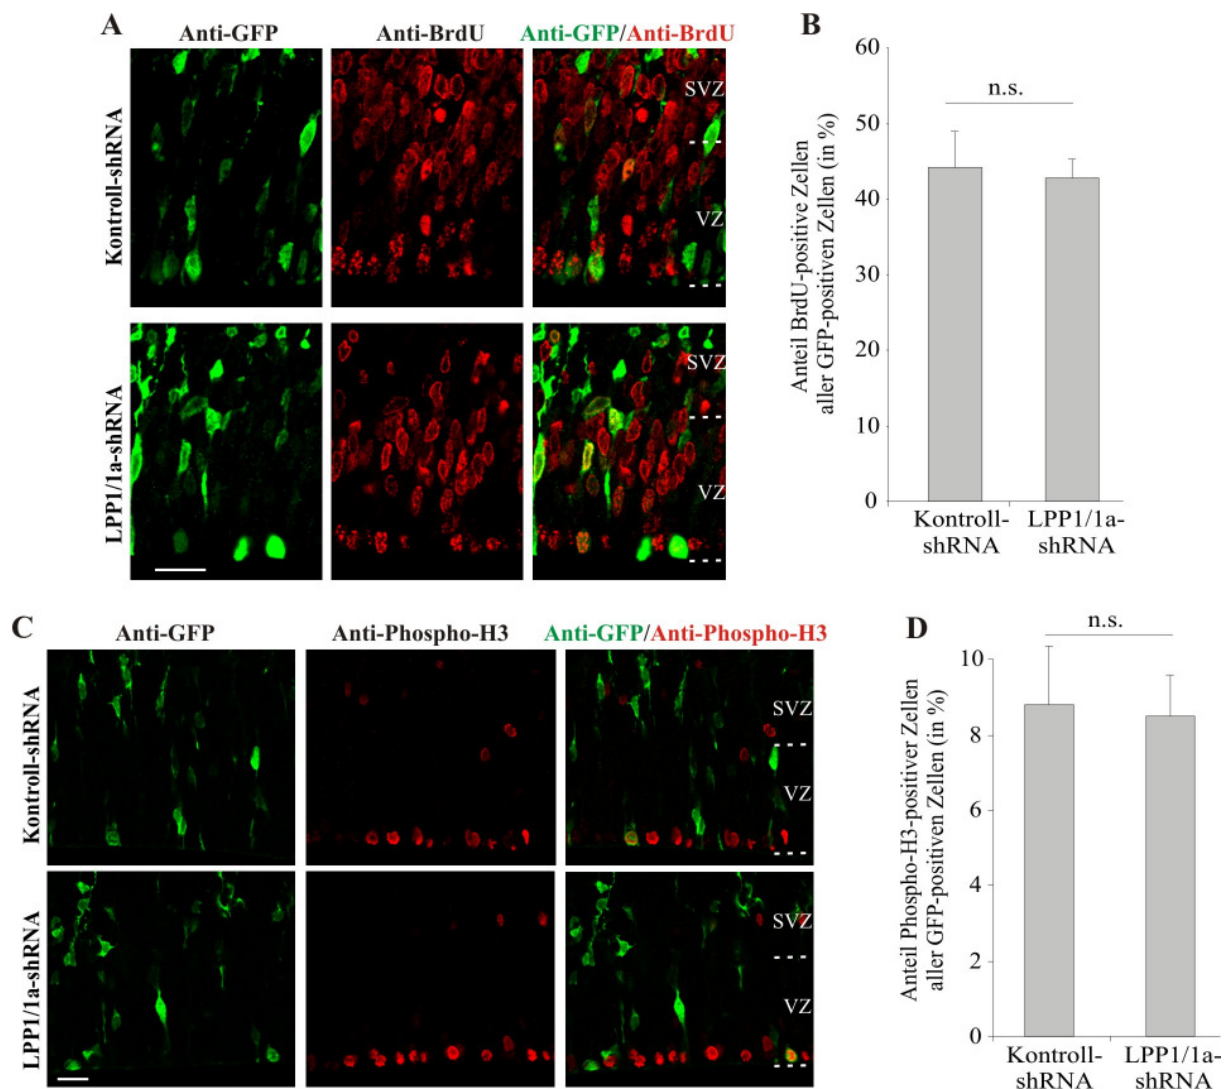 A
Anti-GFP
Anti-BrdU
Anti-GFP/Anti-BrdU
Kontroll-shRNA
SVZ
VZ
LPP1/1a-shRNA
SVZ
VZ
B
60
50
40
30
20
10
0
Anteil BrdU-positive Zellen
aller GFP-positiven Zellen (in %)
n.s.
Kontroll-
shRNA
LPP1/1a-
shRNA
C
Anti-GFP
Anti-Phospho-H3
Anti-GFP/Anti-Phospho-H3
Kontroll-shRNA
SVZ
VZ
LPP1/1a-shRNA
SVZ
VZ
D
10
8
6
4
2
0
Anteil Phospho-H3-positiver Zellen
aller GFP-positiven Zellen (in %)
n.s.
Kontroll-
shRNA
LPP1/1a-
shRNA